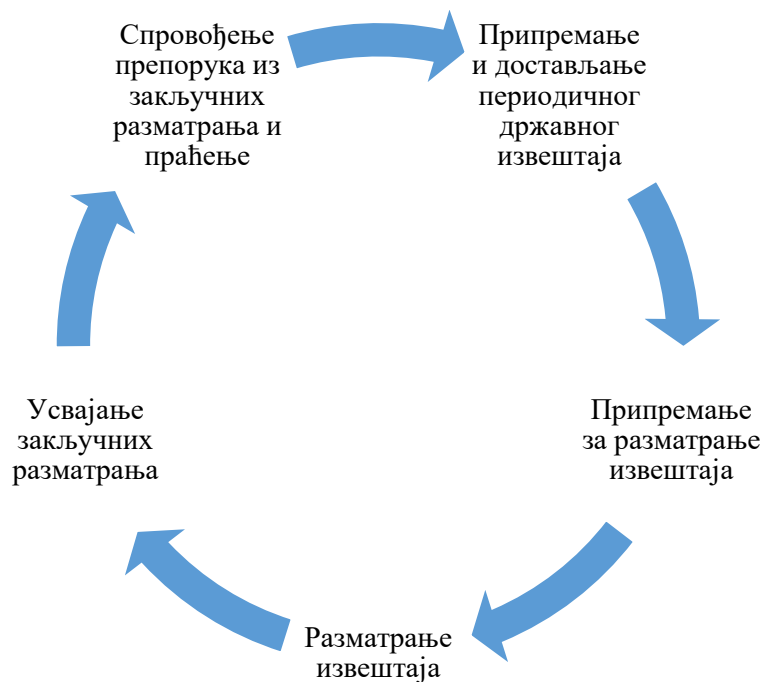 Спровођење
препорука из
закључних
разматрања и
праћење
Припремање
и достављање
периодичног
државног
извештаја
Припремање
за разматрање
извештаја
Разматрање
извештаја
Усвајање
закључних
разматрања